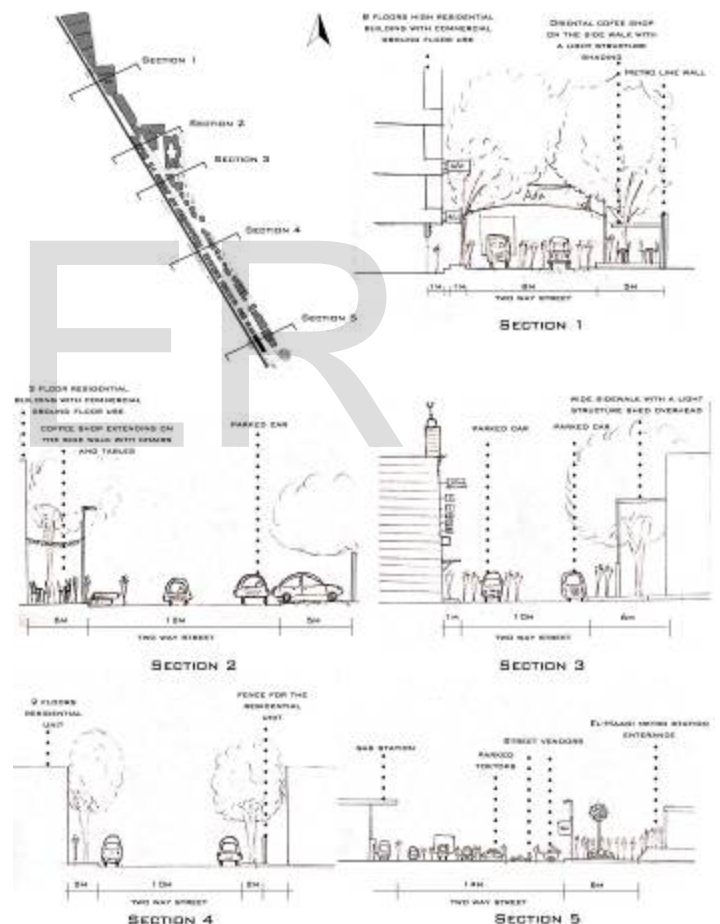 SECTION 1
SECTION 2
SECTION 3
SECTION 4
SECTION 5
8 FLOORS HIGH RESIDENTIAL
BUILDING WITH COMMERCIAL
GROUND FLOOR USE
ORIENTAL COFEE SHOP
ON THE SIDE WALK WITH
A LIGHT STRUCTURE
SHADING
METRO LINE WALL
Ada
1M 1M 8M 5M
TWO WAY STREET
SECTION 1
ER
3 FLOOR RESIDENTIAL
BUILDING WITH COMMERCIAL
GROUND FLOOR USE
COFFEE SHOP EXTENDING ON
THE SIDE WALK WITH CHAIRS
AND TABLES
PARKED CAR
10M 5M
TWO WAY STREET
SECTION 2
WIDE SIDEWALK WITH A LIGHT
STRUCTURE SHED OVERHEAD
PARKED CAR
PARKED CAR
1M 10M 6M
TWO WAY STREET
SECTION 3
FLOORS
RESIDENTIAL
UNIT
FENCE FOR THE
RESIDENTIAL
UNIT
2M 10M 2M
TWO WAY STREET
SECTION 4
GAS STATION
PARKED
TOKTOKS
STREET VENDORS
EL-MAADI METRO STATION
ENTERANCE
14M
TWO WAY STREET
SECTION 5